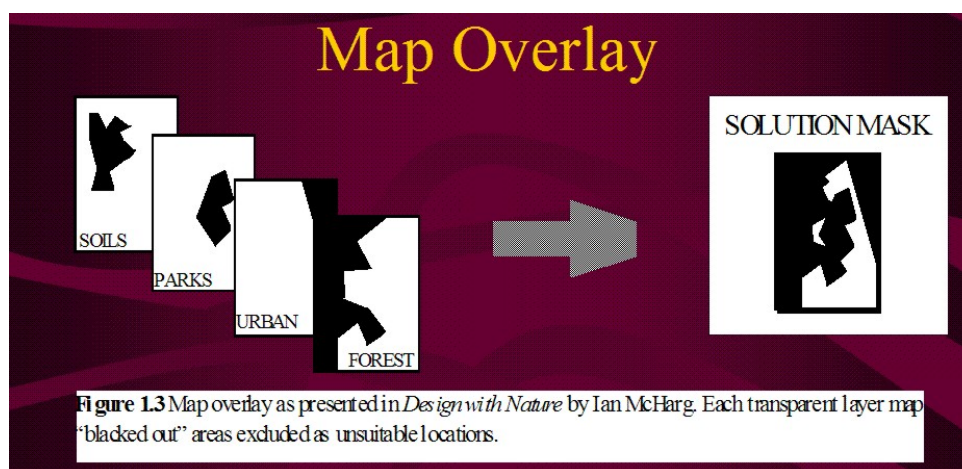 Map Overlay
SOLUTION MASK
SOILS
PARKS
URBAN
FOREST
Figure 1.3 Map overlay as presented in Design with Nature by Ian McHarg. Each transparent layer map
“blacked out” areas excluded as unsuitable locations.